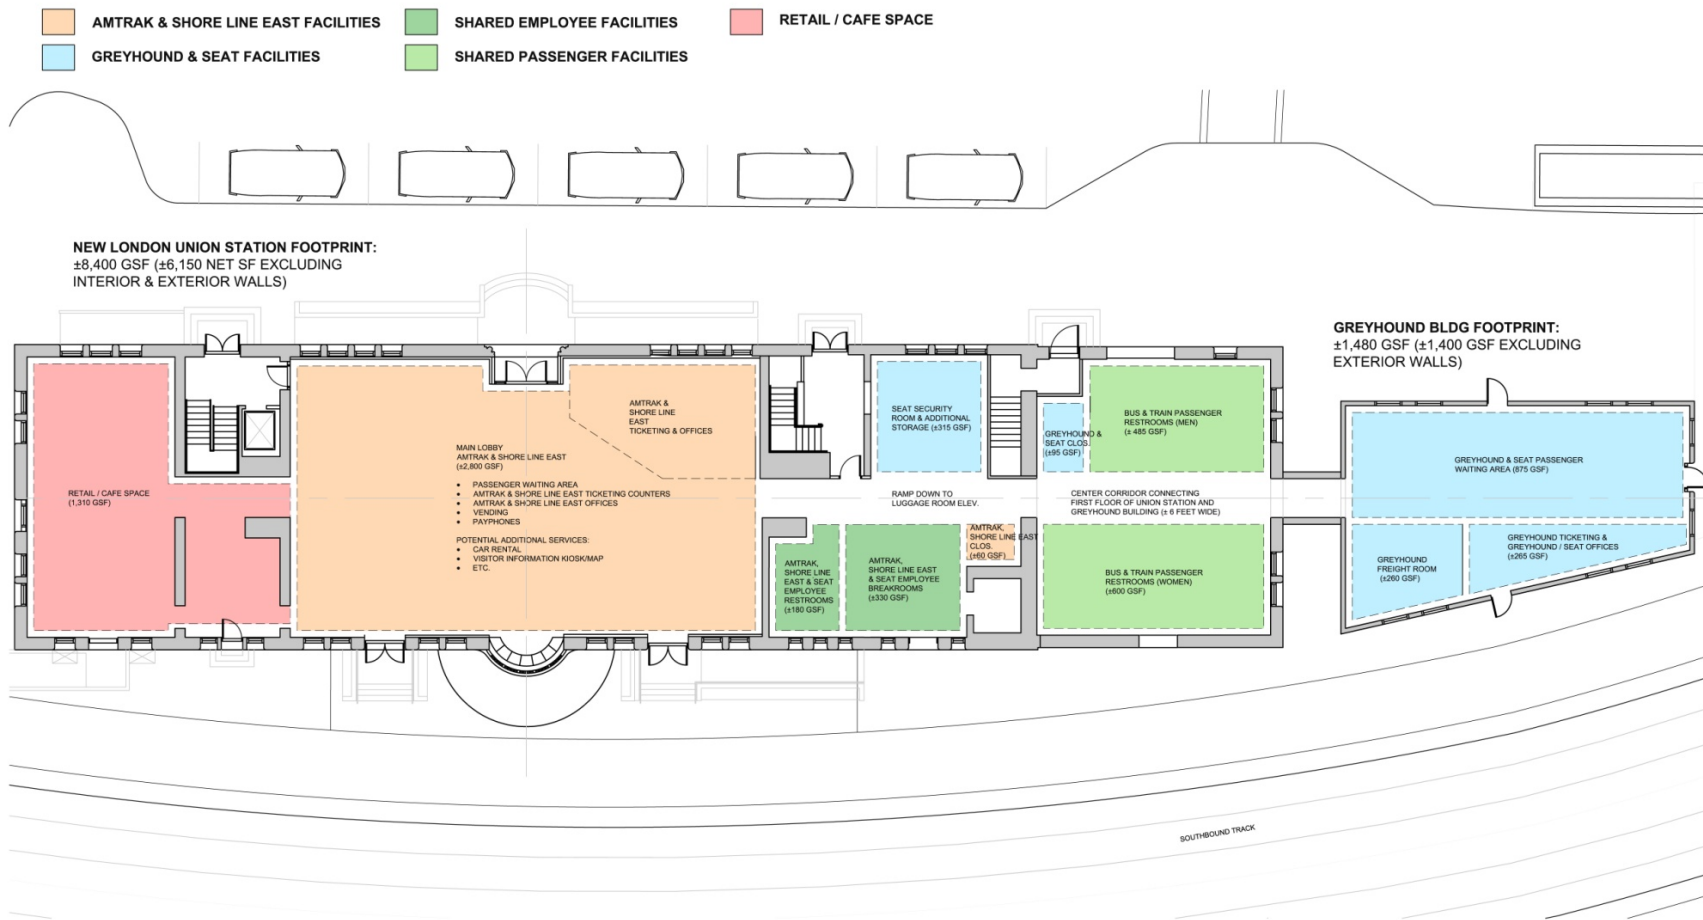 AMTRAK & SHORE LINE EAST FACILITIES
SHARED EMPLOYEE FACILITIES
RETAIL / CAFE SPACE
GREYHOUND & SEAT FACILITIES
SHARED PASSENGER FACILITIES
NEW LONDON UNION STATION FOOTPRINT:
±8,400 GSF (±6,150 NET SF EXCLUDING
INTERIOR & EXTERIOR WALLS)
GREYHOUND BLDG FOOTPRINT:
±1,480 GSF (±1,400 GSF EXCLUDING
EXTERIOR WALLS)
RETAIL / CAFE SPACE
(1,310 GSF)
MAIN LOBBY
AMTRAK & SHORE LINE EAST
(±2,800 GSF)
• PASSENGER WAITING AREA
• AMTRAK & SHORE LINE EAST TICKETING COUNTERS
• AMTRAK & SHORE LINE EAST OFFICES
• VENDING
• PAYPHONES
POTENTIAL ADDITIONAL SERVICES:
• CAR RENTAL
• VISITOR INFORMATION KIOSK/MAP
• ETC.
AMTRAK &
SHORE LINE
EAST
TICKETING & OFFICES
SEAT SECURITY
ROOM & ADDITIONAL
STORAGE (±315 GSF)
RAMP DOWN TO
LUGGAGE ROOM ELEV.
AMTRAK,
SHORE LINE
EAST & SEAT
EMPLOYEE
RESTROOMS
(±180 GSF)
AMTRAK,
SHORE LINE EAST
& SEAT EMPLOYEE
BREAKROOMS
(±330 GSF)
AMTRAK,
SHORE LINE EAST
CLOS.
(±60 GSF)
GREYHOUND &
SEAT CLOS.
(±95 GSF)
BUS & TRAIN PASSENGER
RESTROOMS (MEN)
(± 485 GSF)
CENTER CORRIDOR CONNECTING
FIRST FLOOR OF UNION STATION AND
GREYHOUND BUILDING (± 6 FEET WIDE)
BUS & TRAIN PASSENGER
RESTROOMS (WOMEN)
(±600 GSF)
GREYHOUND & SEAT PASSENGER
WAITING AREA (875 GSF)
GREYHOUND
FREIGHT ROOM
(±260 GSF)
GREYHOUND TICKETING &
GREYHOUND / SEAT OFFICES
(±265 GSF)
SOUTHBOUND TRACK